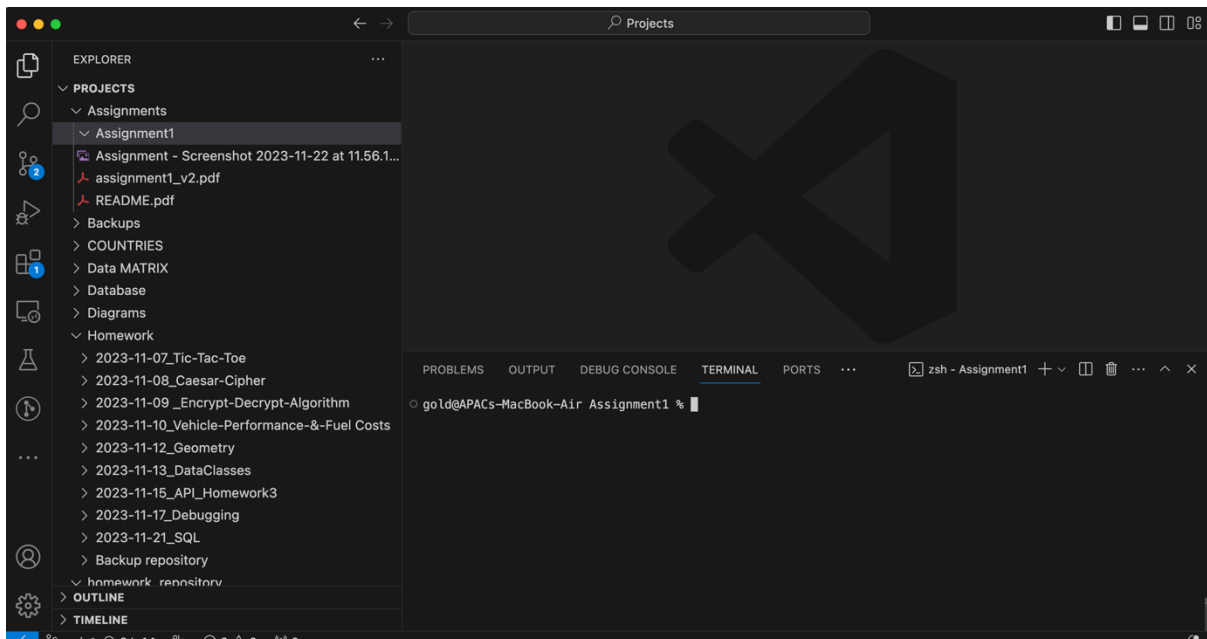 Projects
EXPLORER
PROJECTS
Assignments
Assignment1
Assignment - Screenshot 2023-11-22 at 11.56.1...
assignment1_v2.pdf
README.pdf
2
Backups
COUNTRIES
Data MATRIX
1
Database
Diagrams
Homework
2023-11-07_Tic-Tac-Toe
2023-11-08_Caesar-Cipher
2023-11-09 _Encrypt-Decrypt-Algorithm
2023-11-10_Vehicle-Performance-&-Fuel Costs
2023-11-12_Geometry
2023-11-13_DataClasses
2023-11-15_API_Homework3
2023-11-17_Debugging
2023-11-21_SQL
Backup repository
homework_repository
OUTLINE
TIMELINE
PROBLEMS OUTPUT DEBUG CONSOLE TERMINAL PORTS ... zsh - Assignment1
gold@APACs-MacBook-Air Assignment1 %